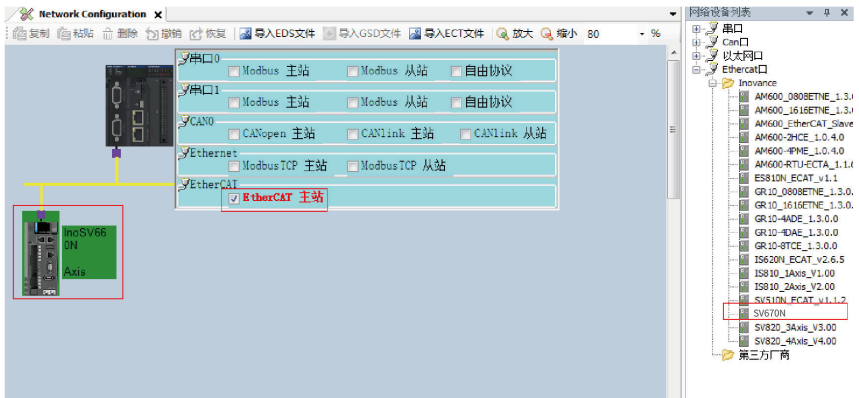 Network Configuration
复制 粘贴 删除 撤销 恢复 导入EDS文件 导入GSD文件 导入ECT文件 放大 缩小 80 %
串口0
Modbus 主站 Modbus 从站 自由协议
串口1
Modbus 主站 Modbus 从站 自由协议
CAN0
CANopen 主站 CANlink 主站 CANlink 从站
Ethernet
ModbusTCP 主站 ModbusTCP 从站
EtherCAT
EtherCAT 主站
InoSV66
0N
Axis
网络设备列表
串口
Can口
以太网口
Ethercat口
Inovance
AM600_0808ETNE_1.3.0
AM600_1616ETNE_1.3.0
AM600_EtherCAT_Slave
AM600-2HCE_1.0.4.0
AM600-4PME_1.0.4.0
AM600-RTU-ECTA_1.1.6
ES810N_ECAT_v1.1
GR10_0808ETNE_1.3.0.
GR10_1616ETNE_1.3.0.
GR10-4ADE_1.3.0.0
GR10-4DAE_1.3.0.0
GR10-8TCE_1.3.0.0
IS620N_ECAT_v2.6.5
IS810_1Axis_V1.00
IS810_2Axis_V2.00
SV510N_ECAT_v1.1.2
SV670N
SV820_3Axis_V3.00
SV820_4Axis_V4.00
第三方厂商